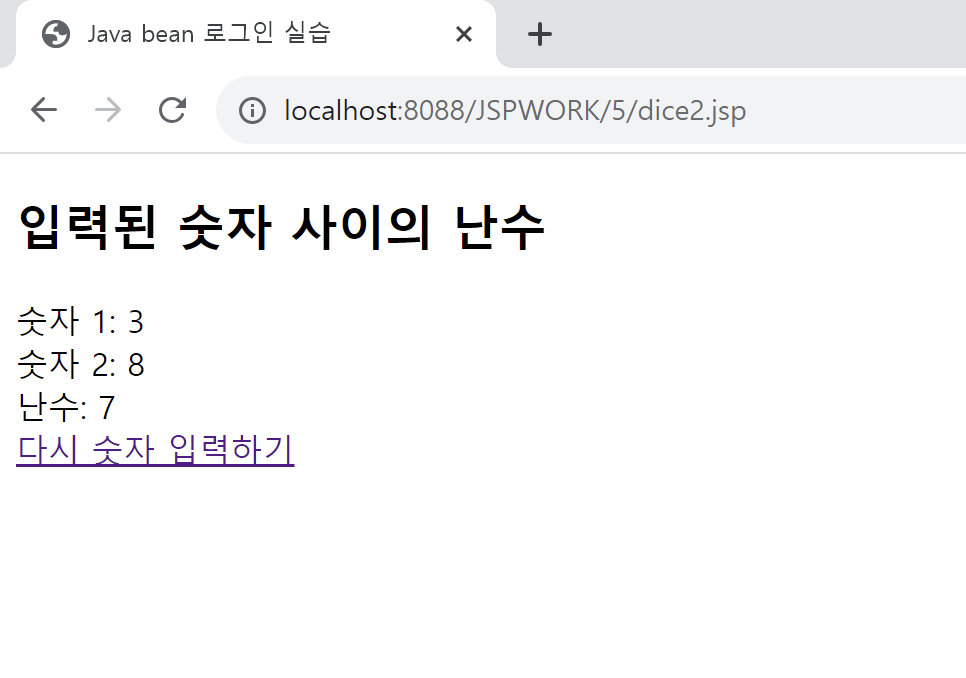 Java bean 로그인 실습
localhost:8088/JSPWORK/5/dice2.jsp
입력된 숫자 사이의 난수
숫자 1: 3
숫자 2: 8
난수: 7
다시 숫자 입력하기